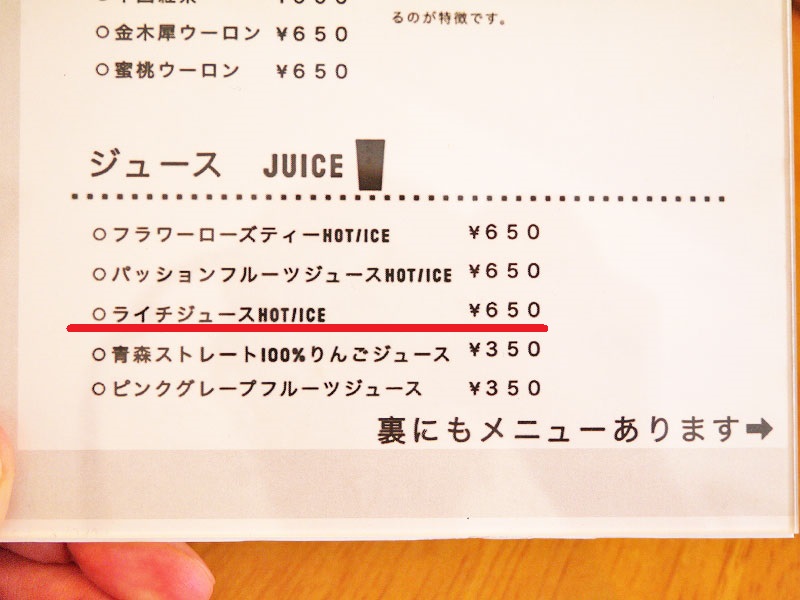 るのが特徴です。
○金木犀ウーロン ¥650
○蜜桃ウーロン ¥650
ジュース JUICE
○フラワーローズティーHOT/ICE ¥650
○パッションフルーツジュースHOT/ICE ¥650
○ライチジュースHOT/ICE ¥650
○青森ストレート100%りんごジュース ¥350
○ピンクグレープフルーツジュース ¥350
裏にもメニューあります➡